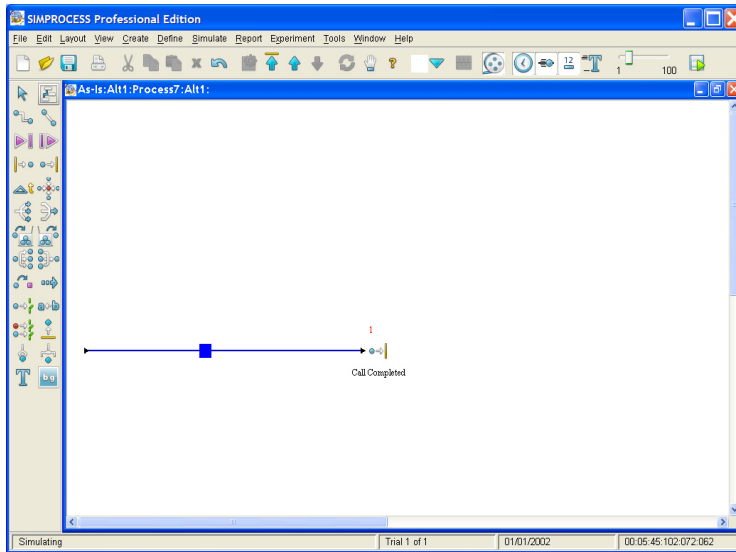 SIMPROCESS Professional Edition
File Edit Layout View Create Define Simulate Report Experiment Tools Window Help
12
T
1 100
As-Is:Alt1:Process7:Alt1:
1
Call Completed
T bg
Simulating Trial 1 of 1 01/01/2002 00:05:45:102:072:062